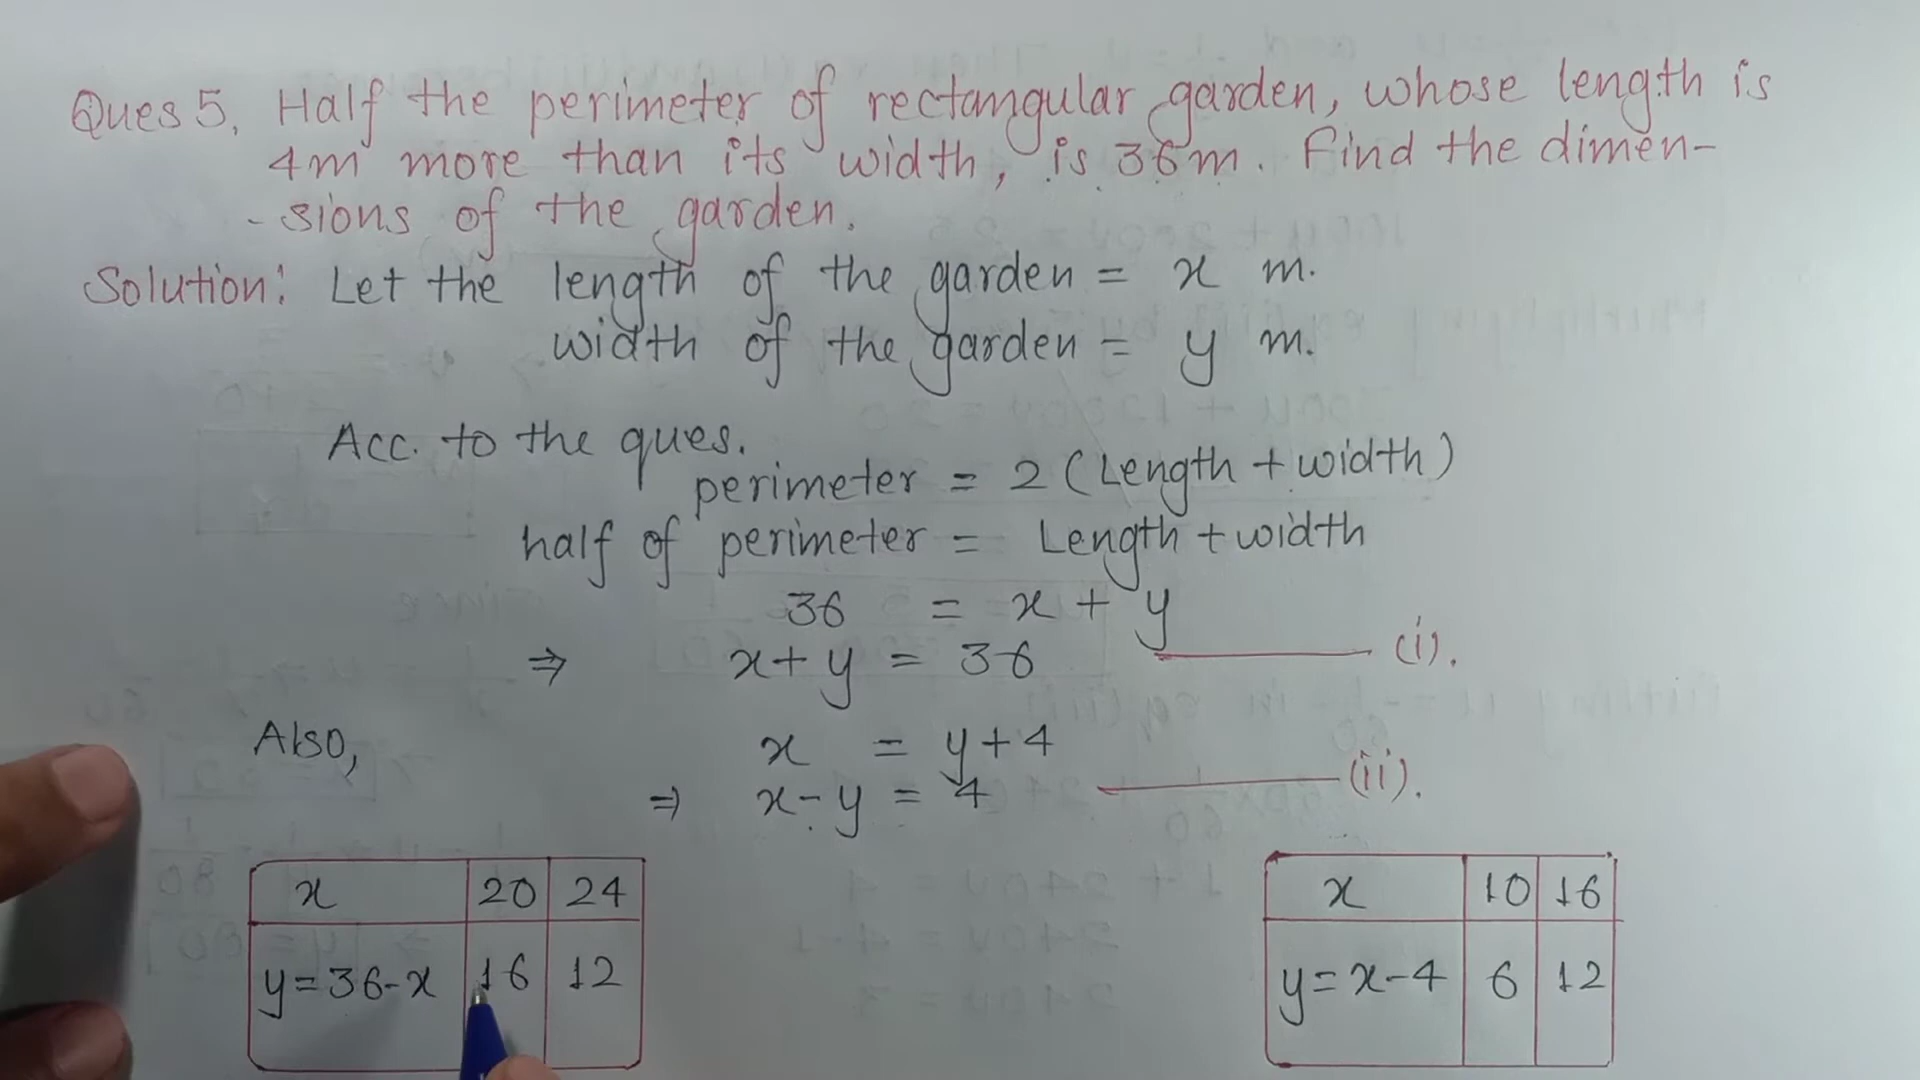 Ques 5. Half the perimeter of rectangular garden, whose length is
4m more than its width, is 36m. Find the dimen-
-sions of the garden.
Solution: Let the length of the garden = x m.
width of the garden = y m.
Acc. to the ques.
perimeter = 2 (Length + width)
half of perimeter = Length + width
36 = x + y
⇒ x + y = 36 (i).
Also, x = y + 4
⇒ x - y = 4 (ii).
x 20 24
y = 36 - x 16 12
x 10 16
y = x - 4 6 12